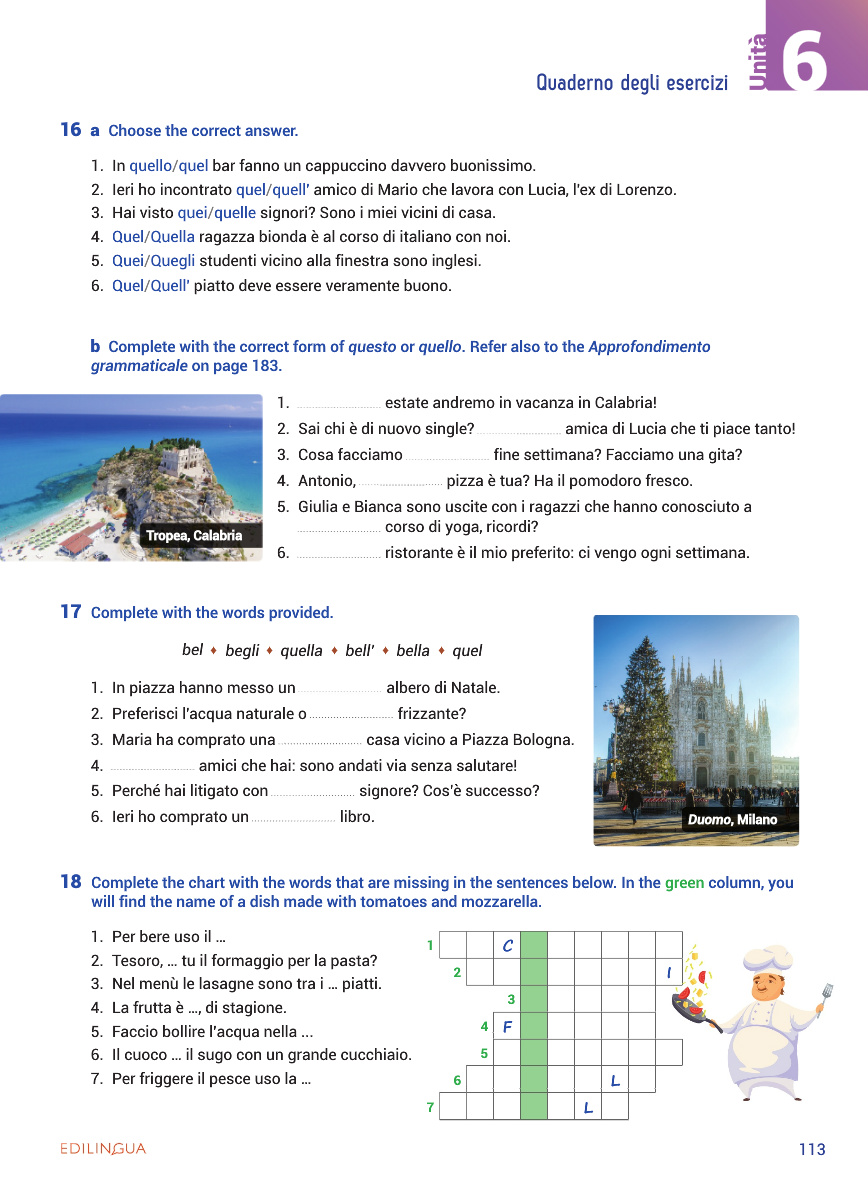 Unità 6
Quaderno degli esercizi
16 a Choose the correct answer.
1. In quello/quel bar fanno un cappuccino davvero buonissimo.
2. Ieri ho incontrato quel/quell' amico di Mario che lavora con Lucia, l'ex di Lorenzo.
3. Hai visto quei/quelle signori? Sono i miei vicini di casa.
4. Quel/Quella ragazza bionda è al corso di italiano con noi.
5. Quei/Quegli studenti vicino alla finestra sono inglesi.
6. Quel/Quell' piatto deve essere veramente buono.
b Complete with the correct form of questo or quello. Refer also to the Approfondimento
grammaticale on page 183.
Tropea, Calabria
1. ............................ estate andremo in vacanza in Calabria!
2. Sai chi è di nuovo single? ............................ amica di Lucia che ti piace tanto!
3. Cosa facciamo ............................ fine settimana? Facciamo una gita?
4. Antonio, ............................ pizza è tua? Ha il pomodoro fresco.
5. Giulia e Bianca sono uscite con i ragazzi che hanno conosciuto a
............................ corso di yoga, ricordi?
6. ............................ ristorante è il mio preferito: ci vengo ogni settimana.
17 Complete with the words provided.
bel ♦ begli ♦ quella ♦ bell' ♦ bella ♦ quel
1. In piazza hanno messo un ............................ albero di Natale.
2. Preferisci l'acqua naturale o ............................ frizzante?
3. Maria ha comprato una ............................ casa vicino a Piazza Bologna.
4. ............................ amici che hai: sono andati via senza salutare!
5. Perché hai litigato con ............................ signore? Cos'è successo?
6. Ieri ho comprato un ............................ libro.
Duomo, Milano
18 Complete the chart with the words that are missing in the sentences below. In the green column, you
will find the name of a dish made with tomatoes and mozzarella.
1. Per bere uso il …
2. Tesoro, … tu il formaggio per la pasta?
3. Nel menù le lasagne sono tra i … piatti.
4. La frutta è …, di stagione.
5. Faccio bollire l'acqua nella ...
6. Il cuoco … il sugo con un grande cucchiaio.
7. Per friggere il pesce uso la …
1 C
2 I
3
4 F
5
6 L
7 L
EDILINGUA
113